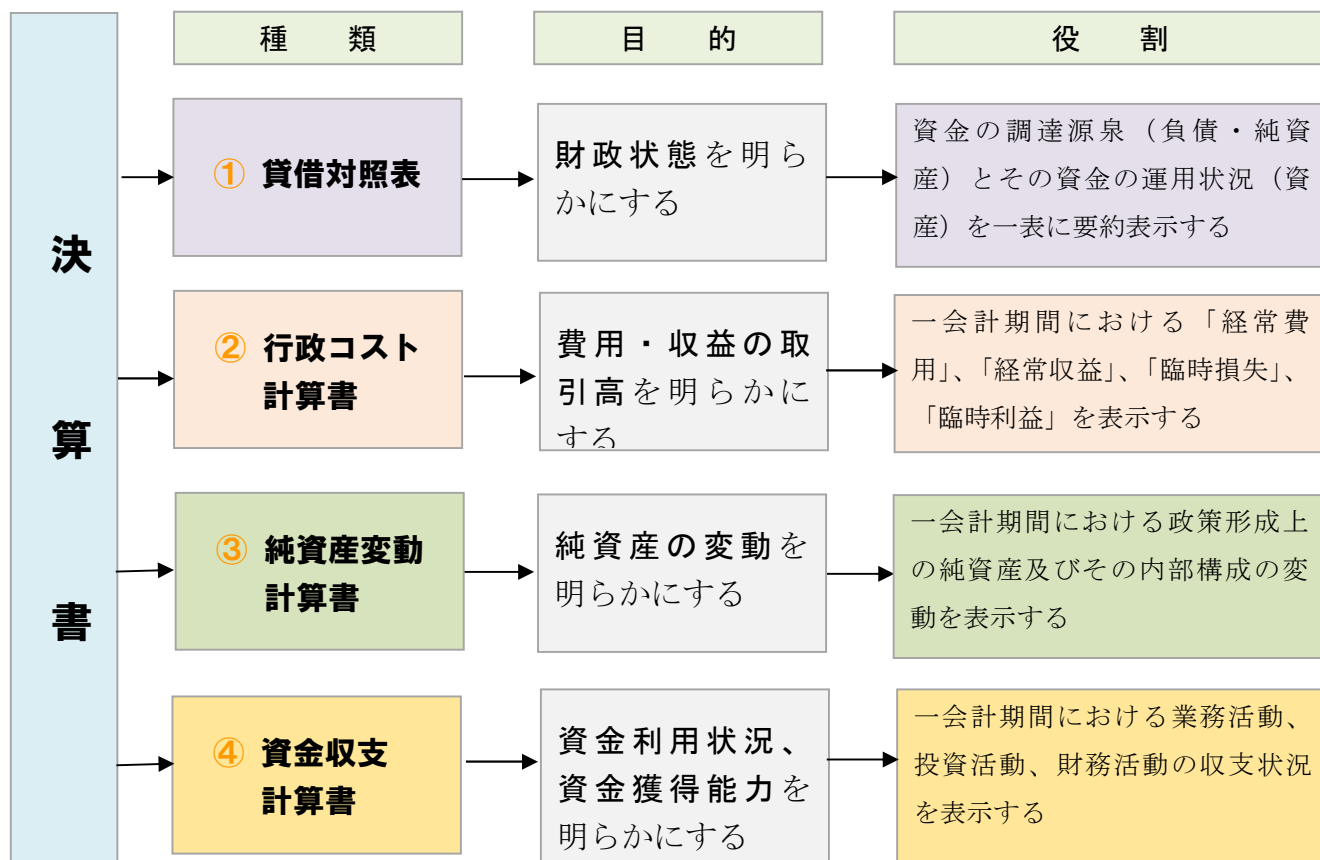 種 類
目 的
役 割
決
算
書
① 貸借対照表
財政状態を明ら
かにする
資金の調達源泉（負債・純資
産）とその資金の運用状況（資
産）を一表に要約表示する
② 行政コスト
計算書
費用・収益の取
引高を明らかに
する
一会計期間における「経常費
用」、「経常収益」、「臨時損失」、
「臨時利益」を表示する
③ 純資産変動
計算書
純資産の変動を
明らかにする
一会計期間における政策形成上
の純資産及びその内部構成の変
動を表示する
④ 資金収支
計算書
資金利用状況、
資金獲得能力を
明らかにする
一会計期間における業務活動、
投資活動、財務活動の収支状況
を表示する